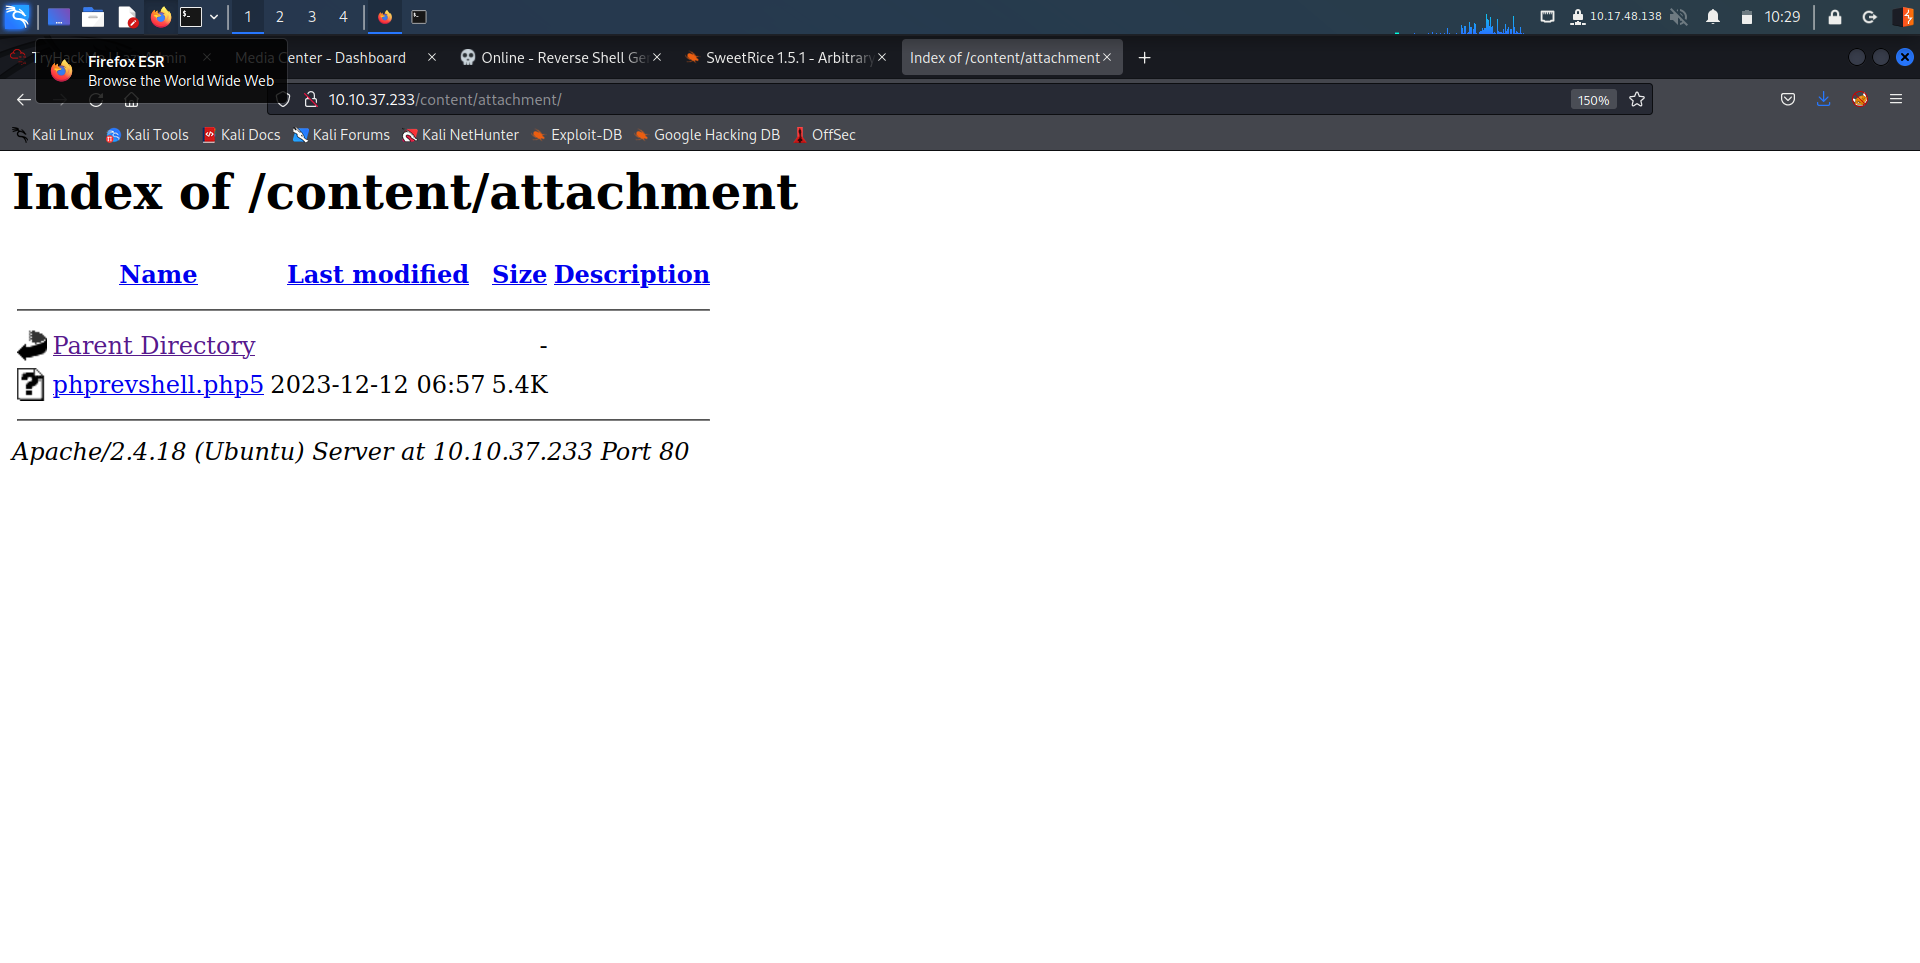 1 2 3 4 10.17.48.138 10:29
Firefox ESR
Browse the World Wide Web
Media Center - Dashboard Online - Reverse Shell Ge SweetRice 1.5.1 - Arbitrary Index of /content/attachment
10.10.37.233/content/attachment/ 150%
Kali Linux Kali Tools Kali Docs Kali Forums Kali NetHunter Exploit-DB Google Hacking DB OffSec
Index of /content/attachment
Name Last modified Size Description
Parent Directory -
phprevshell.php5 2023-12-12 06:57 5.4K
Apache/2.4.18 (Ubuntu) Server at 10.10.37.233 Port 80